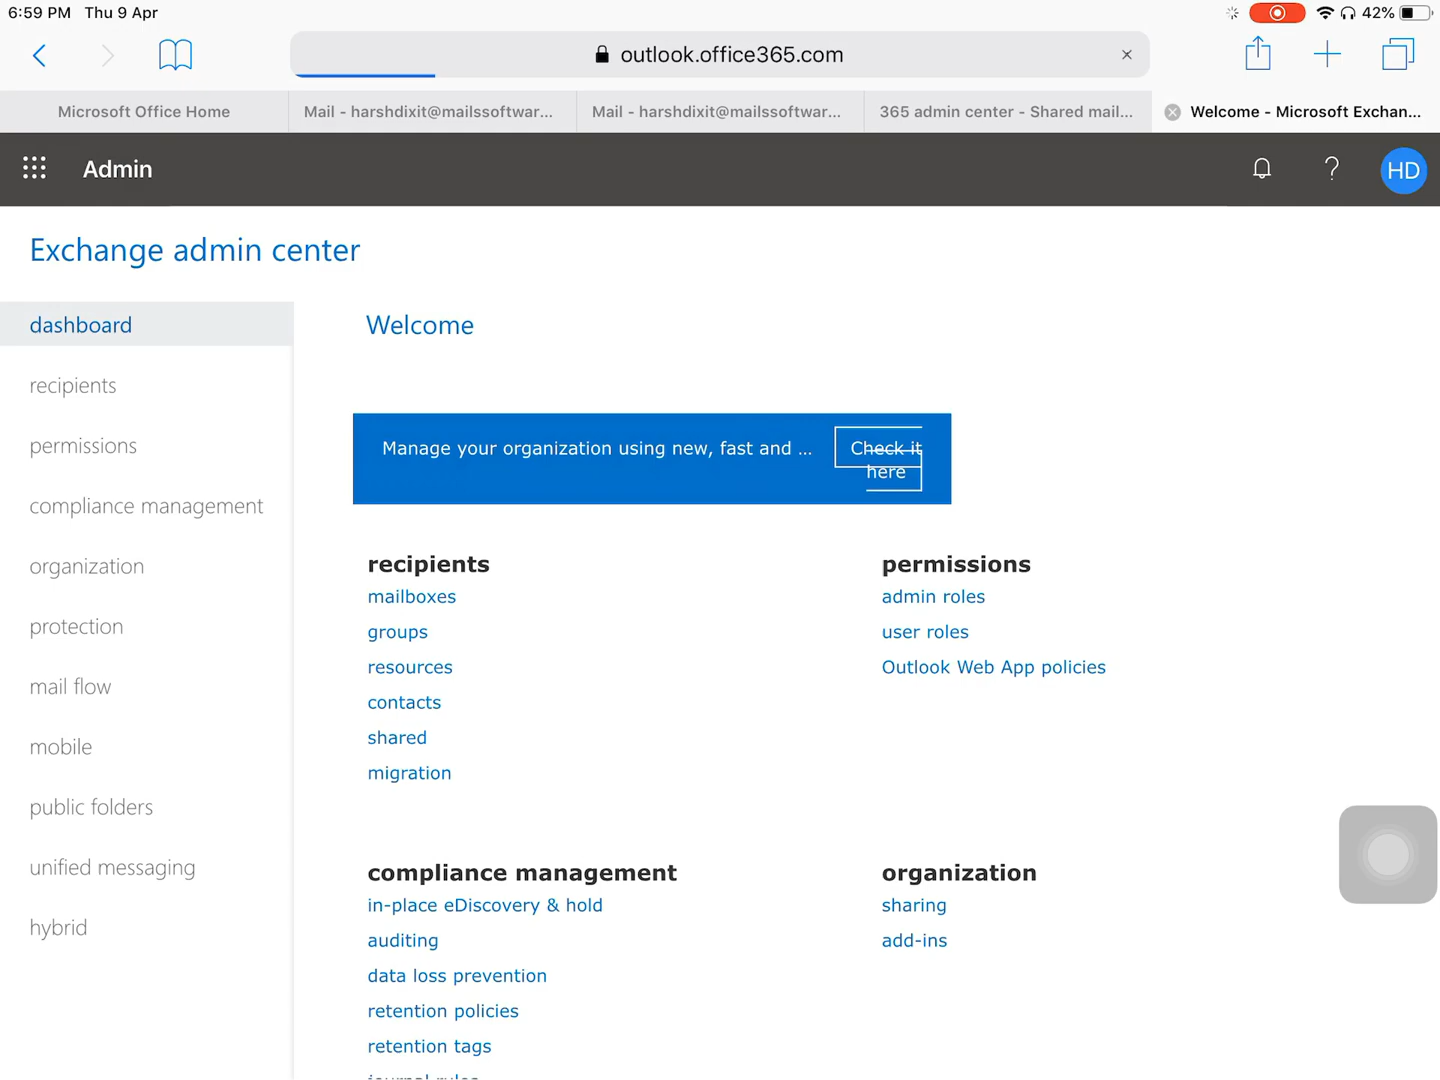 6:59 PM Thu 9 Apr
42%
outlook.office365.com
Microsoft Office Home
Mail - harshdixit@mailssoftwar...
Mail - harshdixit@mailssoftwar...
365 admin center - Shared mail...
Welcome - Microsoft Exchan...
Admin
?
HD
Exchange admin center
dashboard
recipients
permissions
compliance management
organization
protection
mail flow
mobile
public folders
unified messaging
hybrid
Welcome
Manage your organization using new, fast and ...
Check it
here
recipients
mailboxes
groups
resources
contacts
shared
migration
permissions
admin roles
user roles
Outlook Web App policies
compliance management
in-place eDiscovery & hold
auditing
data loss prevention
retention policies
retention tags
journal rules
organization
sharing
add-ins